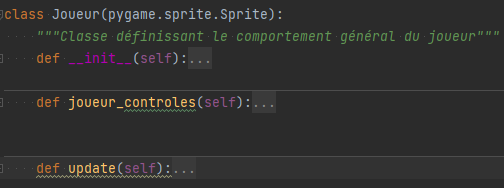 class Joueur(pygame.sprite.Sprite):
"""Classe définissant le comportement général du joueur"""
def __init__(self):...
def joueur_controles(self):...
def update(self):...